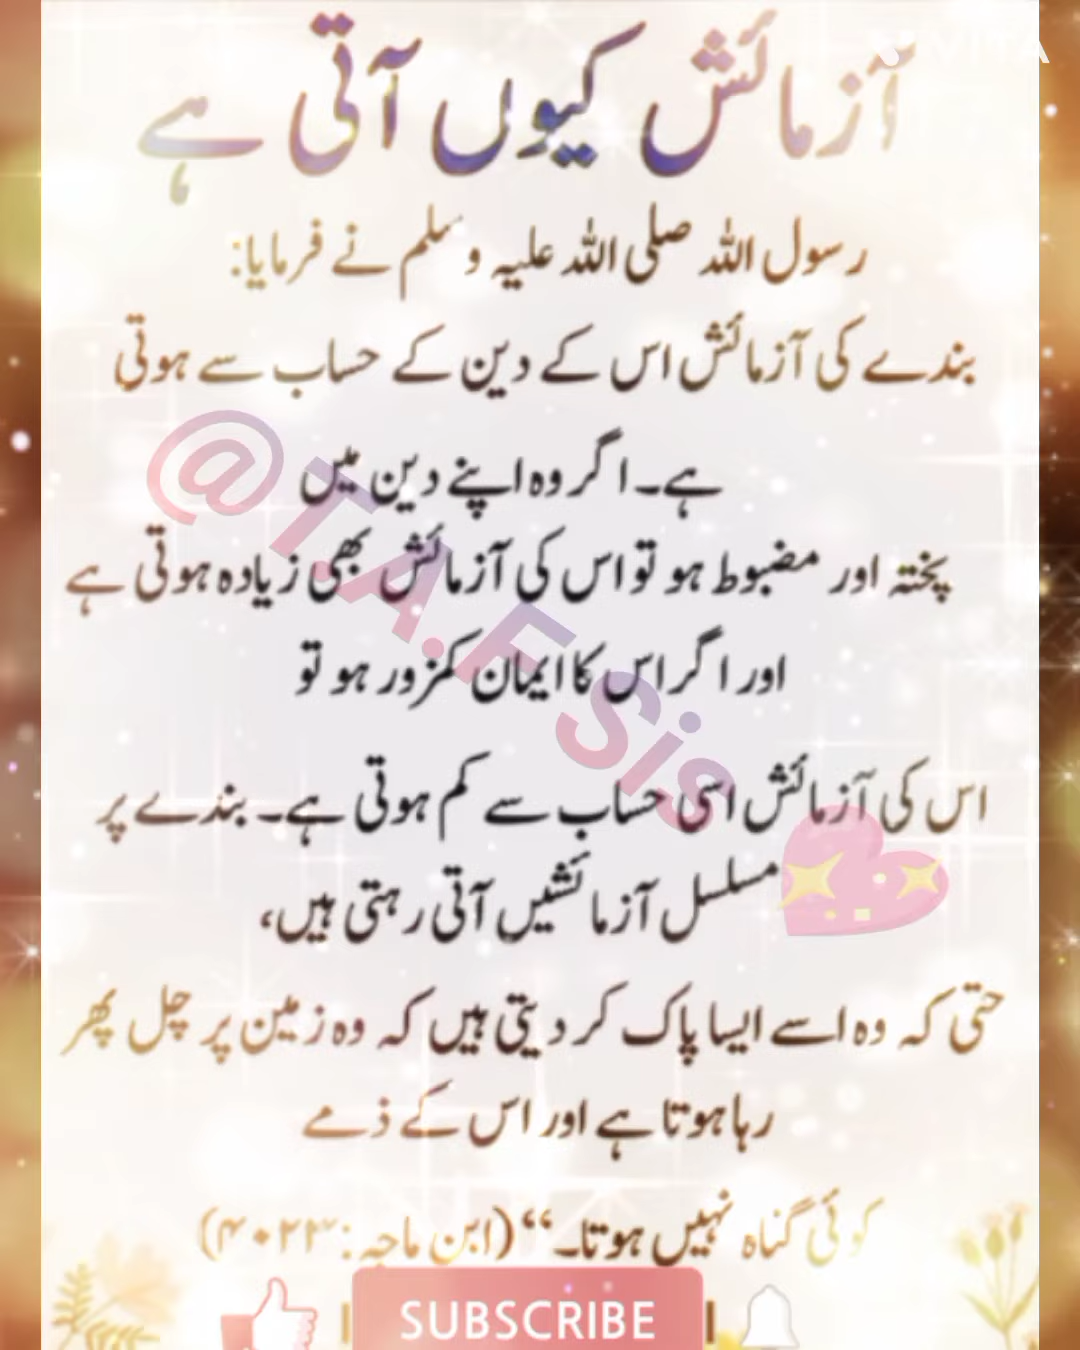 آزمائش کیوں آتی ہے
رسول اللہ صلی اللہ علیہ وسلم نے فرمایا:
بندے کی آزمائش اس کے دین کے حساب سے ہوتی
ہے۔ اگر وہ اپنے دین میں
پختہ اور مضبوط ہو تو اس کی آزمائش بھی زیادہ ہوتی ہے
اور اگر اس کا ایمان کمزور ہو تو
اس کی آزمائش اسی حساب سے کم ہوتی ہے۔ بندے پر
مسلسل آزمائشیں آتی رہتی ہیں،
حتی کہ وہ اسے ایسا پاک کر دیتی ہیں کہ وہ زمین پر چل پھر
رہا ہوتا ہے اور اس کے ذمے
کوئی گناہ نہیں ہوتا۔“ (ابن ماجہ: ۴۰۲۳)
@TA.F Sis
SUBSCRIBE